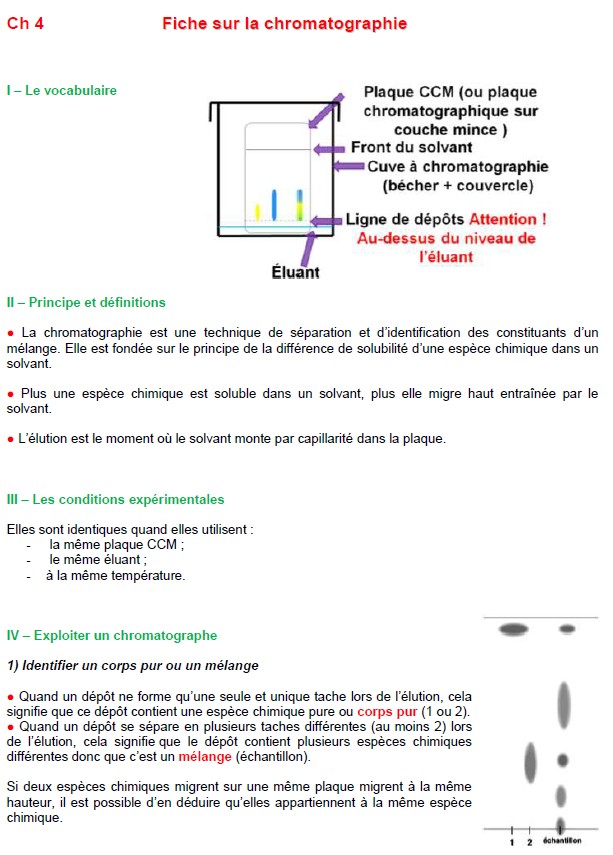 Ch 4 Fiche sur la chromatographie
I – Le vocabulaire
Plaque CCM (ou plaque
chromatographique sur
couche mince )
Front du solvant
Cuve à chromatographie
(bécher + couvercle)
Ligne de dépôts Attention !
Au-dessus du niveau de
l'éluant
Éluant
II – Principe et définitions
● La chromatographie est une technique de séparation et d'identification des constituants d'un
mélange. Elle est fondée sur le principe de la différence de solubilité d'une espèce chimique dans un
solvant.
● Plus une espèce chimique est soluble dans un solvant, plus elle migre haut entraînée par le
solvant.
● L'élution est le moment où le solvant monte par capillarité dans la plaque.
III – Les conditions expérimentales
Elles sont identiques quand elles utilisent :
- la même plaque CCM ;
- le même éluant ;
- à la même température.
IV – Exploiter un chromatographe
1) Identifier un corps pur ou un mélange
● Quand un dépôt ne forme qu'une seule et unique tache lors de l'élution, cela
signifie que ce dépôt contient une espèce chimique pure ou corps pur (1 ou 2).
● Quand un dépôt se sépare en plusieurs taches différentes (au moins 2) lors
de l'élution, cela signifie que le dépôt contient plusieurs espèces chimiques
différentes donc que c'est un mélange (échantillon).
Si deux espèces chimiques migrent sur une même plaque migrent à la même
hauteur, il est possible d'en déduire qu'elles appartiennent à la même espèce
chimique.
1 2 échantillon